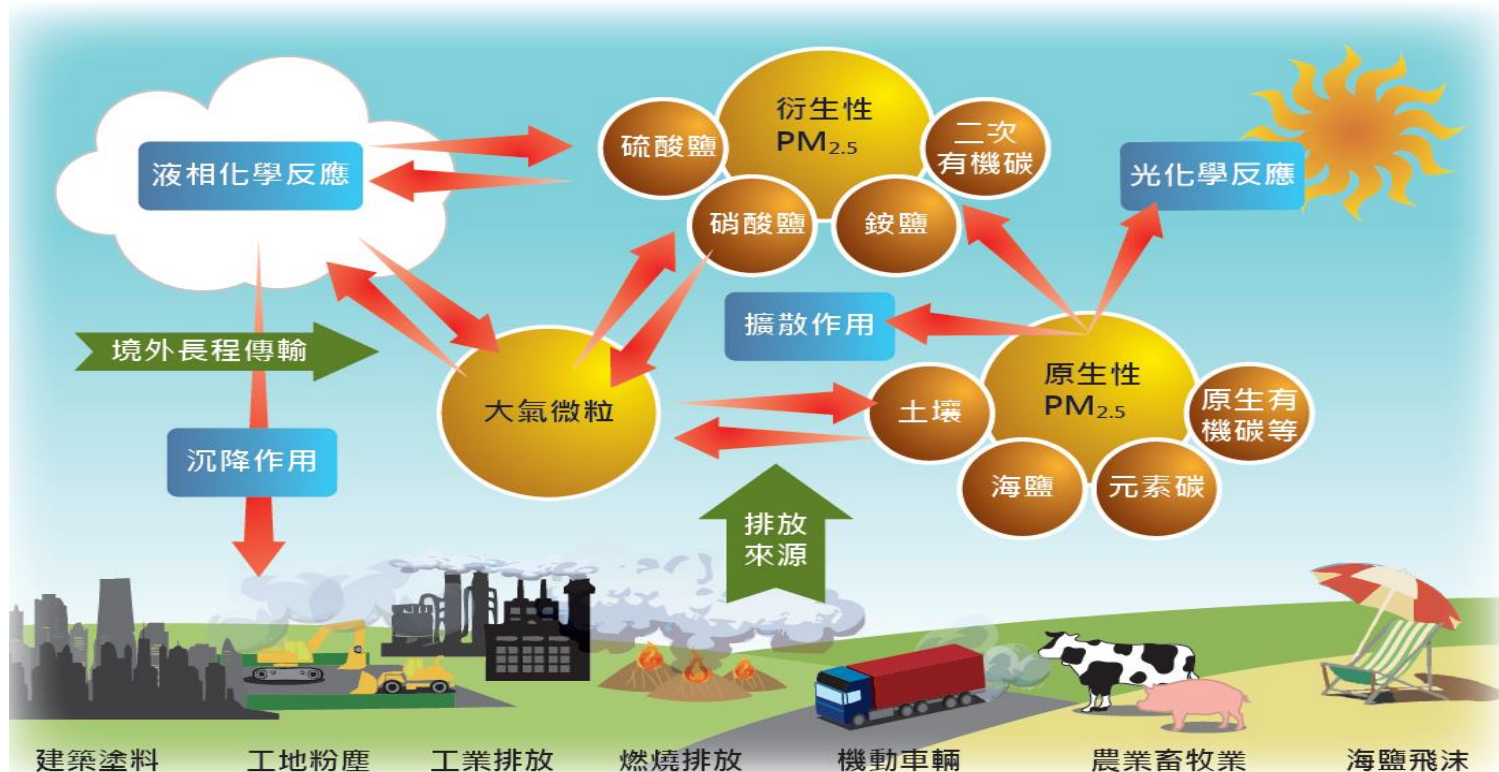 衍生性
PM2.5
硫酸鹽
二次
有機碳
硝酸鹽
銨鹽
液相化學反應
光化學反應
擴散作用
境外長程傳輸
大氣微粒
原生性
PM2.5
土壤
原生有
機碳等
海鹽
元素碳
沉降作用
排放
來源
建築塗料
工地粉塵
工業排放
燃燒排放
機動車輛
農業畜牧業
海鹽飛沫